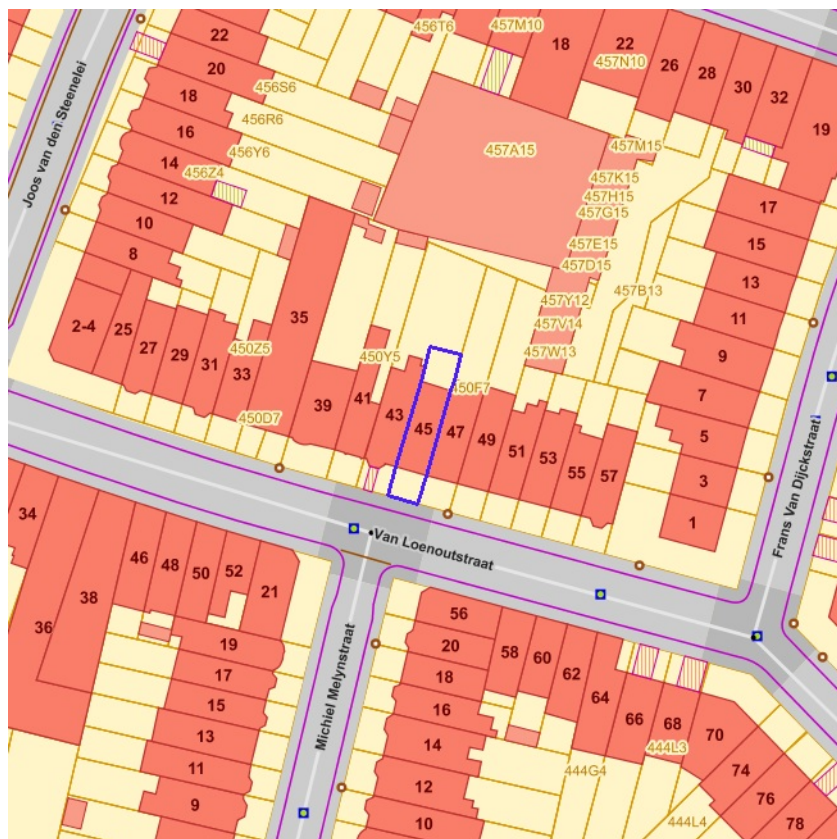 456T6
457M10
22
18
22
457N10
26
28
30
32
19
20
456S6
18
456R6
16
456Y6
14
456Z4
12
10
8
Joos van den Steenelei
457A15
457M15
457K15
457H15
457G15
457E15
457D15
457B13
457Y12
457V14
457W13
17
15
13
11
9
7
5
3
1
2-4
25
27
29
31
33
450Z5
35
39
450Y5
41
43
45
450F7
47
49
51
53
55
57
450D7
Frans Van Dijckstraat
Van Loenoutstraat
34
46
48
50
52
21
38
36
19
17
15
13
11
9
Michiel Melynstraat
56
20
18
16
14
12
10
58
60
62
64
66
68
70
444L3
74
76
78
444G4
444L4